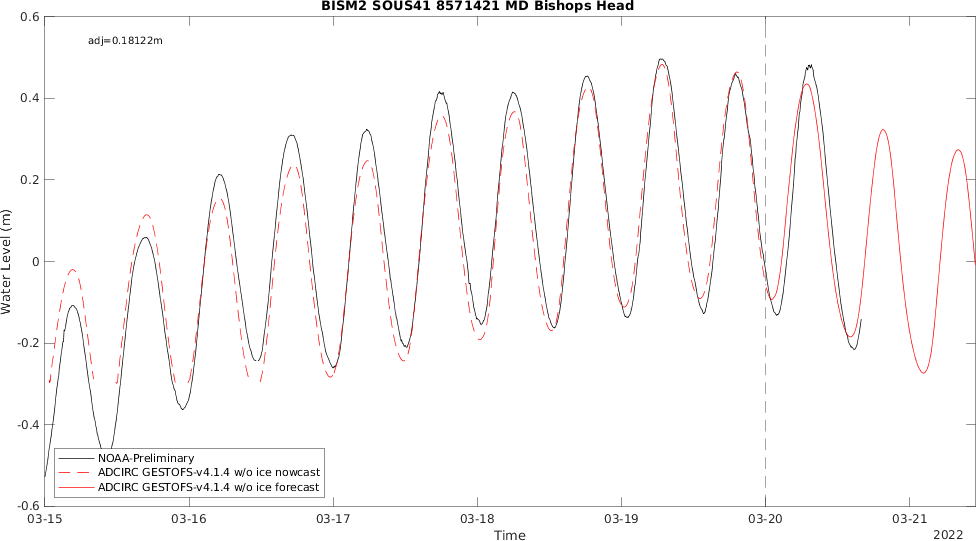 BISM2 SOUS41 8571421 MD Bishops Head
adj=0.18122m
0.6
0.4
0.2
0
-0.2
-0.4
-0.6
Water Level (m)
NOAA-Preliminary
ADCIRC GESTOFS-v4.1.4 w/o ice nowcast
ADCIRC GESTOFS-v4.1.4 w/o ice forecast
03-15 03-16 03-17 03-18 03-19 03-20 03-21
Time
2022